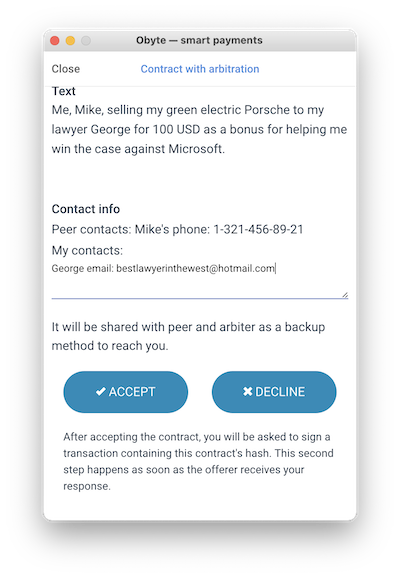 Obyte — smart payments
Close
Contract with arbitration
Text
Me, Mike, selling my green electric Porsche to my
lawyer George for 100 USD as a bonus for helping me
win the case against Microsoft.
Contact info
Peer contacts: Mike's phone: 1-321-456-89-21
My contacts:
George email: bestlawyerinthewest@hotmail.com
It will be shared with peer and arbiter as a backup
method to reach you.
✔ ACCEPT
✖ DECLINE
After accepting the contract, you will be asked to sign a
transaction containing this contract's hash. This second
step happens as soon as the offerer receives your
response.